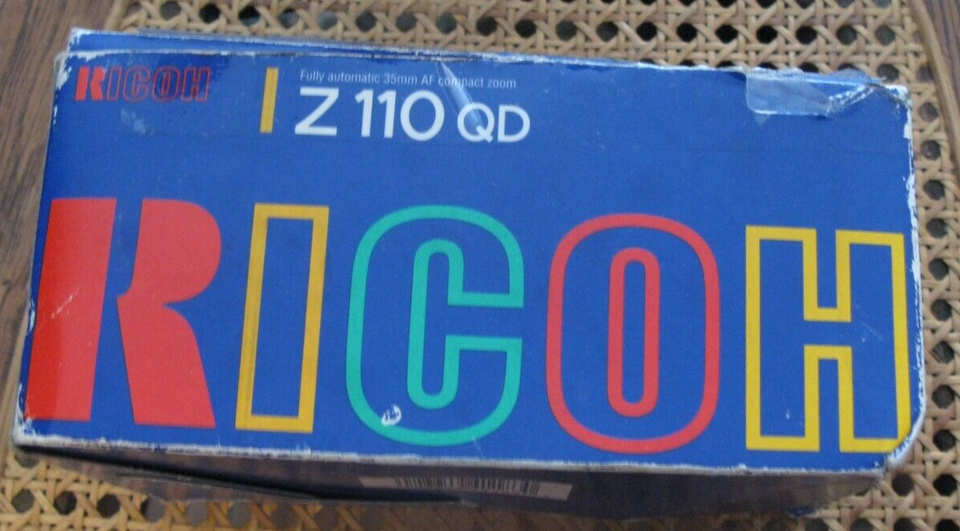 RICOH
Fully automatic 35mm AF compact zoom
Z 110 QD
RICOH